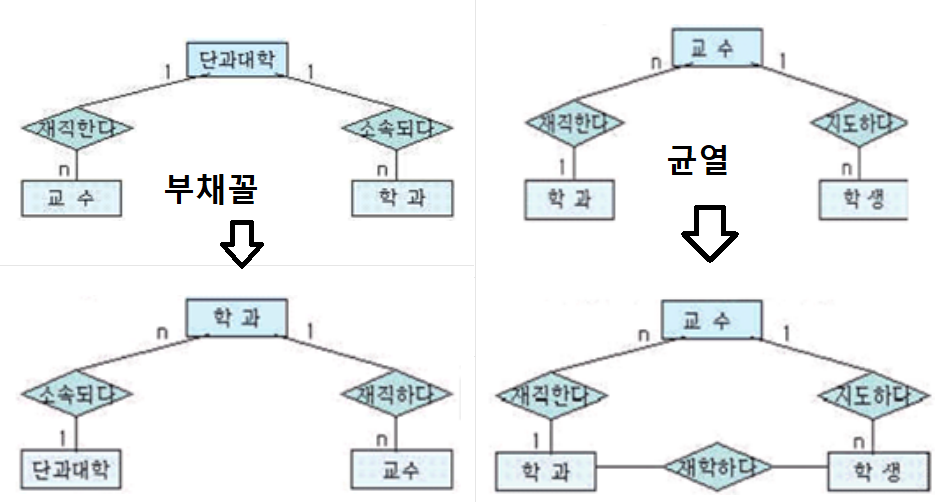 단과대학
1
1
재직한다
소속되다
n
n
교 수
학 과
부채꼴
교 수
n
1
재직한다
지도하다
1
n
학 과
학 생
균열
학 과
n
1
소속되다
재직하다
1
n
단과대학
교수
교 수
n
1
재직한다
지도하다
1
n
학 과
재학하다
학 생